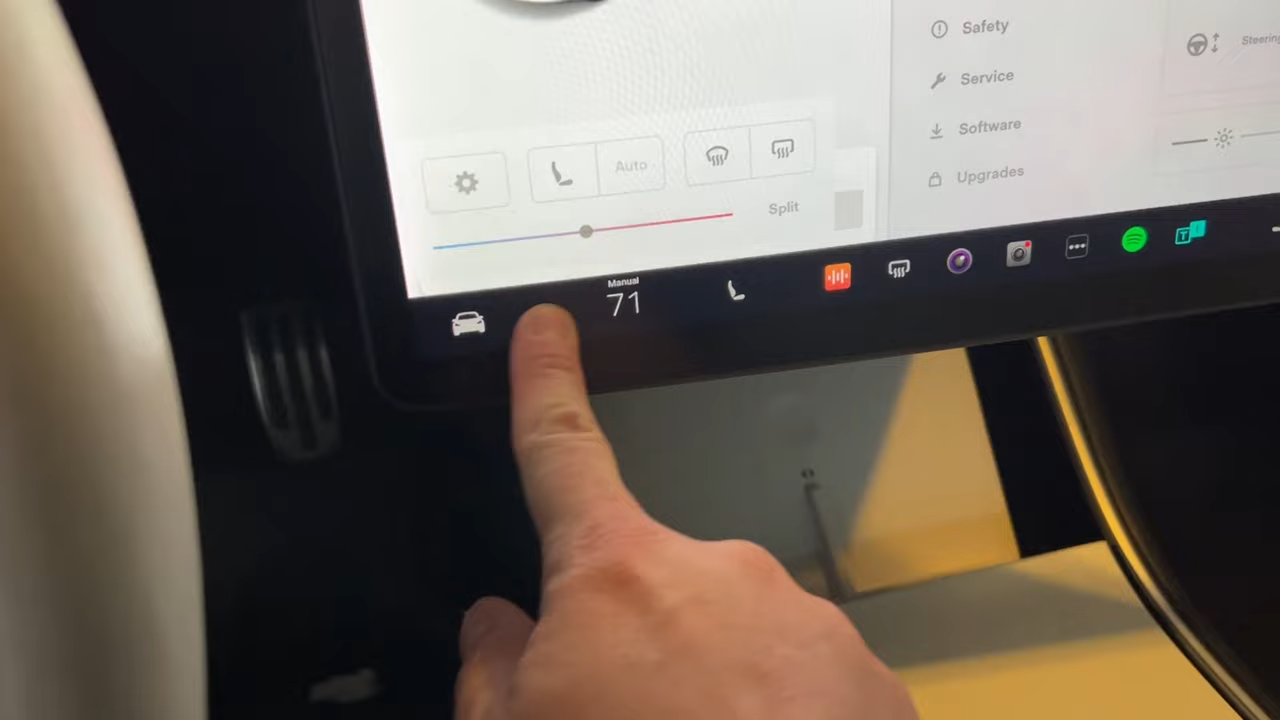 Safety
Service
Software
Upgrades
Steering
Auto
Split
Manual
71
T